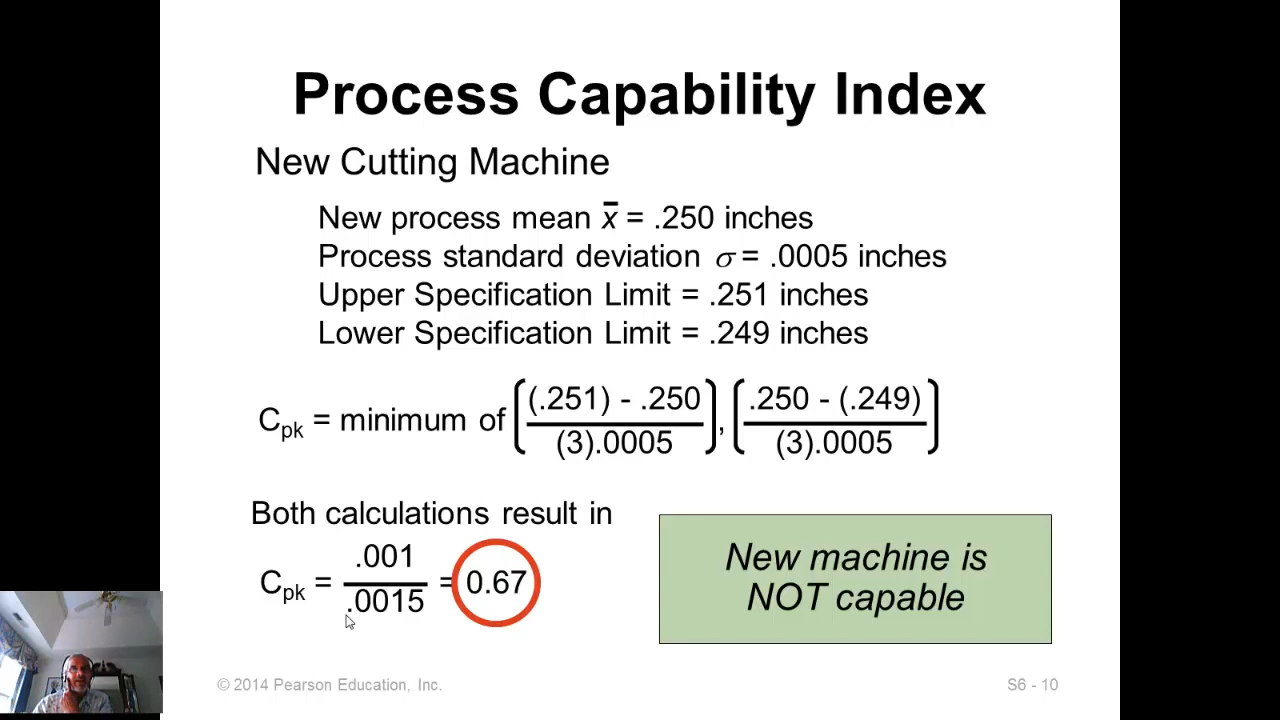 Process Capability Index
New Cutting Machine
New process mean x̄ = .250 inches
Process standard deviation σ = .0005 inches
Upper Specification Limit = .251 inches
Lower Specification Limit = .249 inches
(.251) - .250 .250 - (.249)
Cpk = minimum of [ ], [ ]
(3).0005 (3).0005
Both calculations result in
.001
Cpk = = 0.67
.0015
New machine is
NOT capable
© 2014 Pearson Education, Inc.
S6 - 10